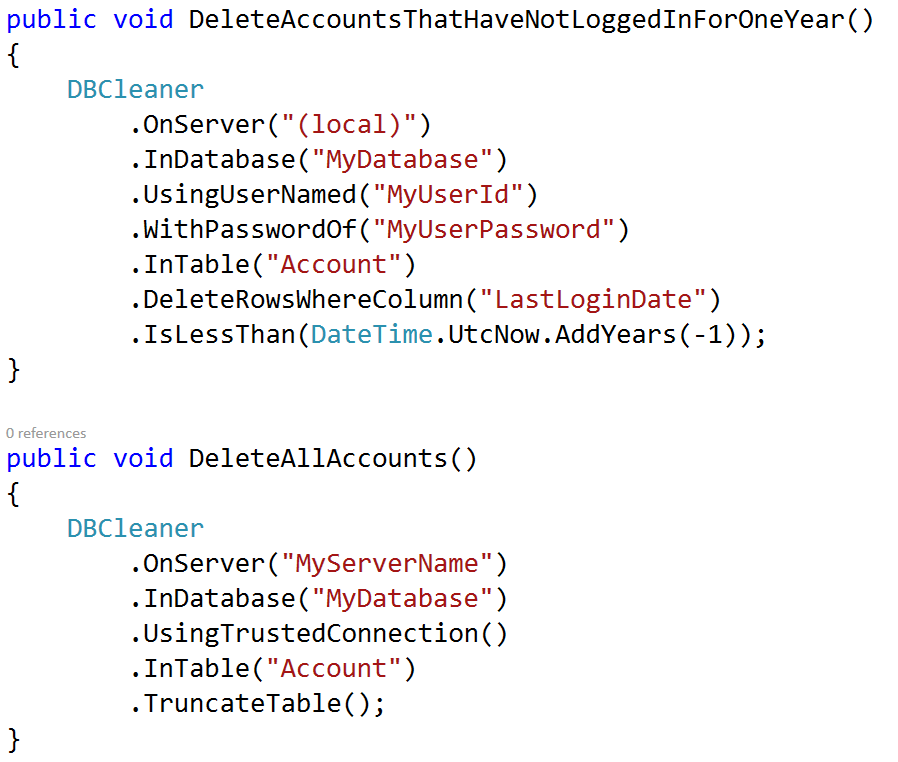 public void DeleteAccountsThatHaveNotLoggedInForOneYear()
{
    DBCleaner
        .OnServer("(local)")
        .InDatabase("MyDatabase")
        .UsingUserNamed("MyUserId")
        .WithPasswordOf("MyUserPassword")
        .InTable("Account")
        .DeleteRowsWhereColumn("LastLoginDate")
        .IsLessThan(DateTime.UtcNow.AddYears(-1));
}
0 references
public void DeleteAllAccounts()
{
    DBCleaner
        .OnServer("MyServerName")
        .InDatabase("MyDatabase")
        .UsingTrustedConnection()
        .InTable("Account")
        .TruncateTable();
}